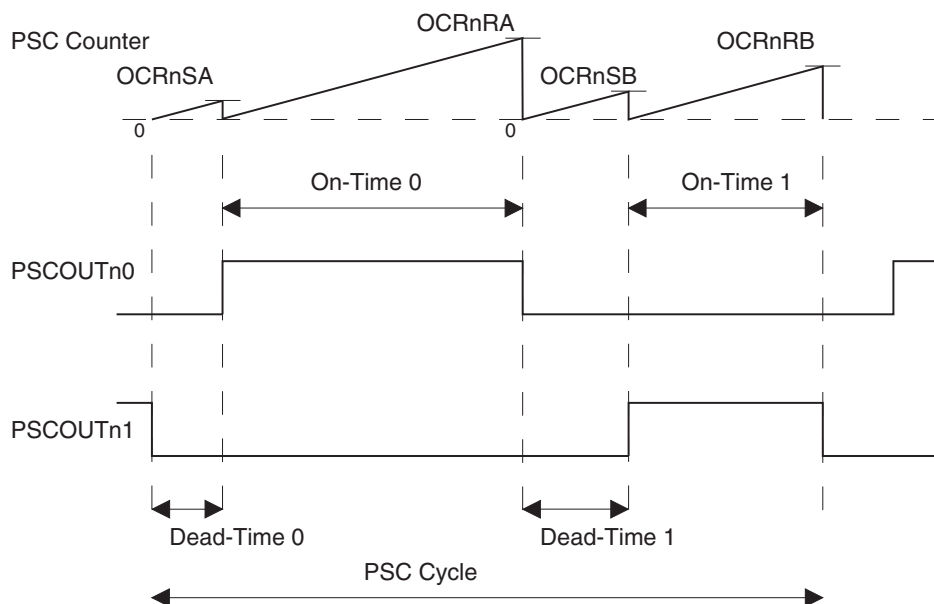 OCRnRA
PSC Counter
OCRnRB
OCRnSA
OCRnSB
0
0
On-Time 0
On-Time 1
PSCOUTn0
PSCOUTn1
Dead-Time 0
Dead-Time 1
PSC Cycle